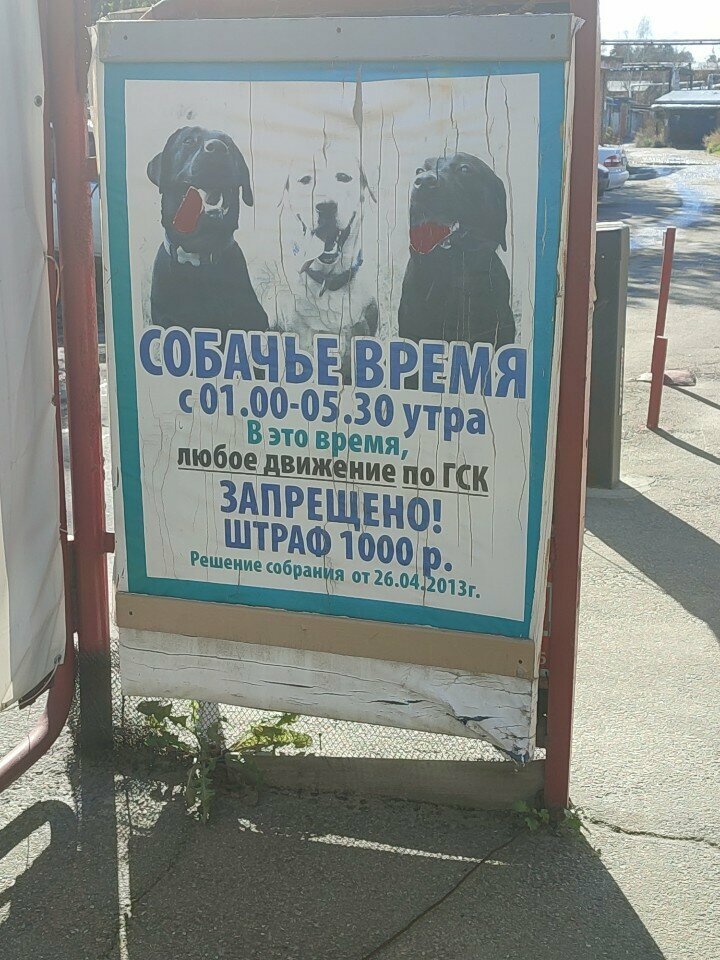 СОБАЧЬЕ ВРЕМЯ
с 01.00-05.30 утра
В это время,
любое движение по ГСК
ЗАПРЕЩЕНО!
ШТРАФ 1000 р.
Решение собрания от 26.04.2013г.